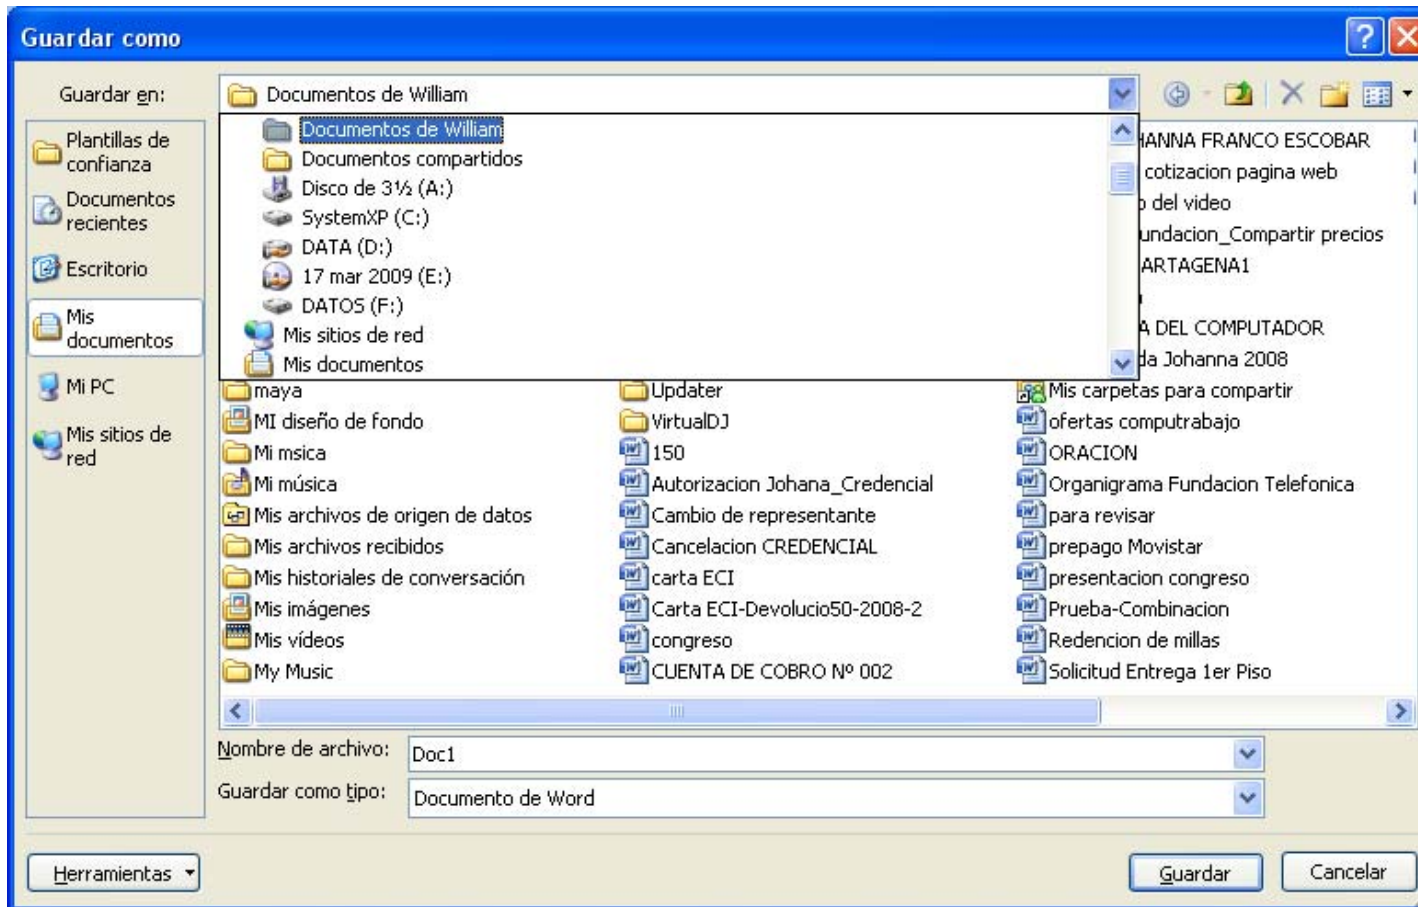 Guardar como
Guardar en:
Documentos de William
Plantillas de
confianza
Documentos
recientes
Escritorio
Mis
documentos
Mi PC
Mis sitios de
red
Documentos de William
Documentos compartidos
Disco de 3½ (A:)
SystemXP (C:)
DATA (D:)
17 mar 2009 (E:)
DATOS (F:)
Mis sitios de red
Mis documentos
maya
MI diseño de fondo
Mi msica
Mi música
Mis archivos de origen de datos
Mis archivos recibidos
Mis historiales de conversación
Mis imágenes
Mis vídeos
My Music
Updater
VirtualDJ
150
Autorizacion Johana_Credencial
Cambio de representante
Cancelacion CREDENCIAL
carta ECI
Carta ECI-Devolucio50-2008-2
congreso
CUENTA DE COBRO Nº 002
FRANCO ESCOBAR
cotizacion pagina web
del video
Compartir precios
DEL COMPUTADOR
Johanna 2008
Mis carpetas para compartir
ofertas computrabajo
ORACION
Organigrama Fundacion Telefonica
para revisar
prepago Movistar
presentacion congreso
Prueba-Combinacion
Redencion de millas
Solicitud Entrega 1er Piso
Nombre de archivo:
Doc1
Guardar como tipo:
Documento de Word
Herramientas
Guardar
Cancelar